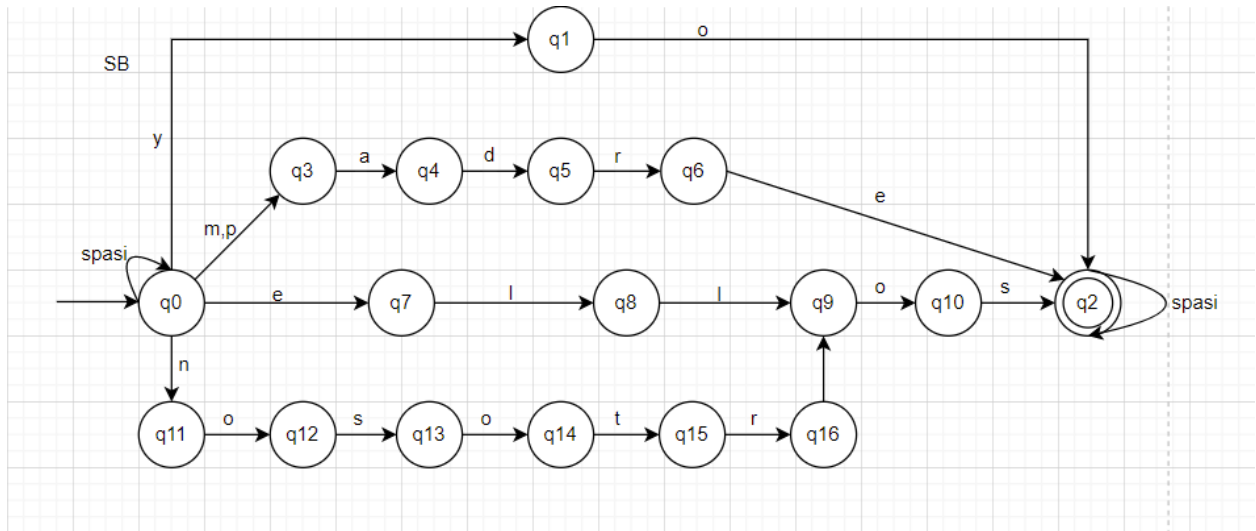 q1
o
SB
y
q3
a
q4
d
q5
r
q6
e
m,p
spasi
q0
e
q7
l
q8
l
q9
o
q10
s
q2
spasi
n
q11
o
q12
s
q13
o
q14
t
q15
r
q16